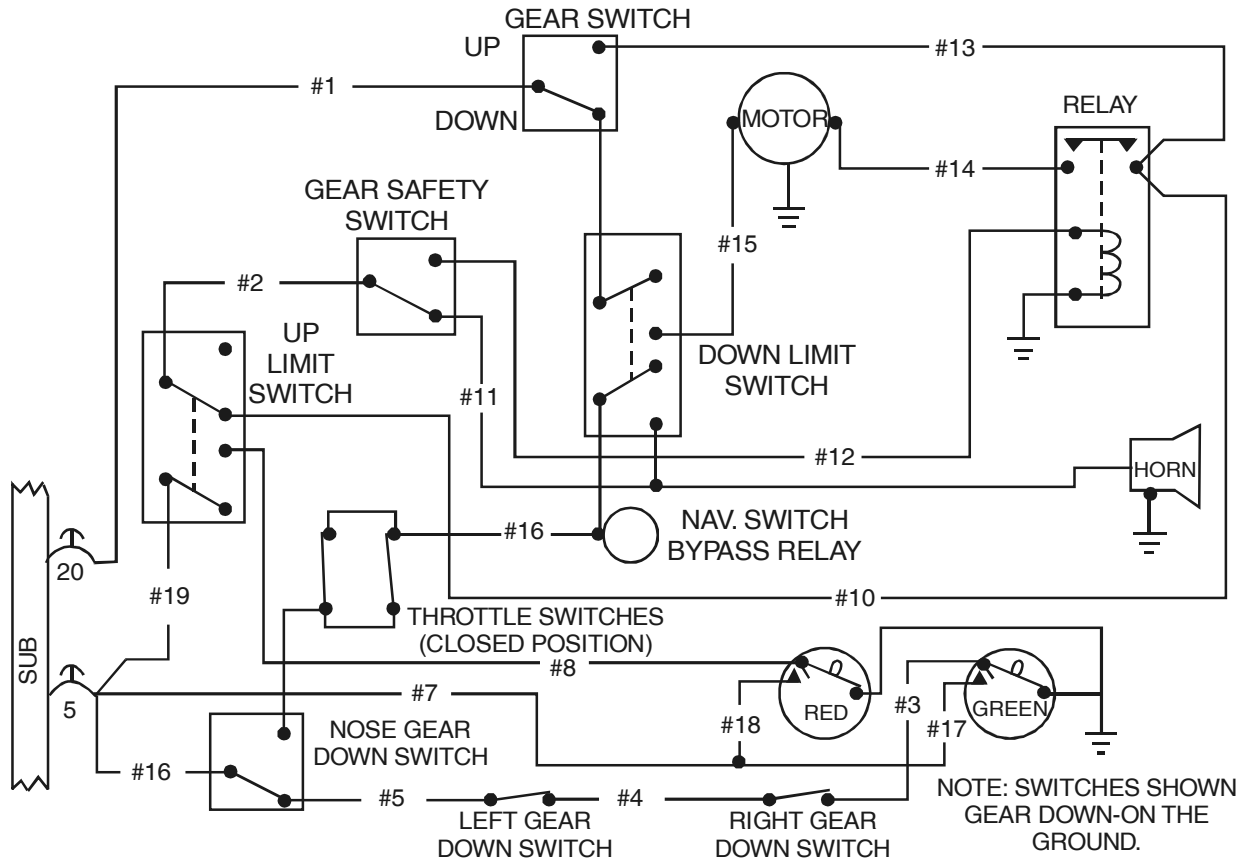 GEAR SWITCH
UP
#13
#1
DOWN
MOTOR
RELAY
#14
GEAR SAFETY
SWITCH
#15
#2
UP
LIMIT
SWITCH
DOWN LIMIT
SWITCH
#11
#12
HORN
#16
NAV. SWITCH
BYPASS RELAY
20
#19
#10
THROTTLE SWITCHES
(CLOSED POSITION)
SUB
#8
5
#7
#3
RED
GREEN
#18
#17
NOSE GEAR
DOWN SWITCH
#16
#5
#4
LEFT GEAR
DOWN SWITCH
RIGHT GEAR
DOWN SWITCH
NOTE: SWITCHES SHOWN
GEAR DOWN-ON THE
GROUND.